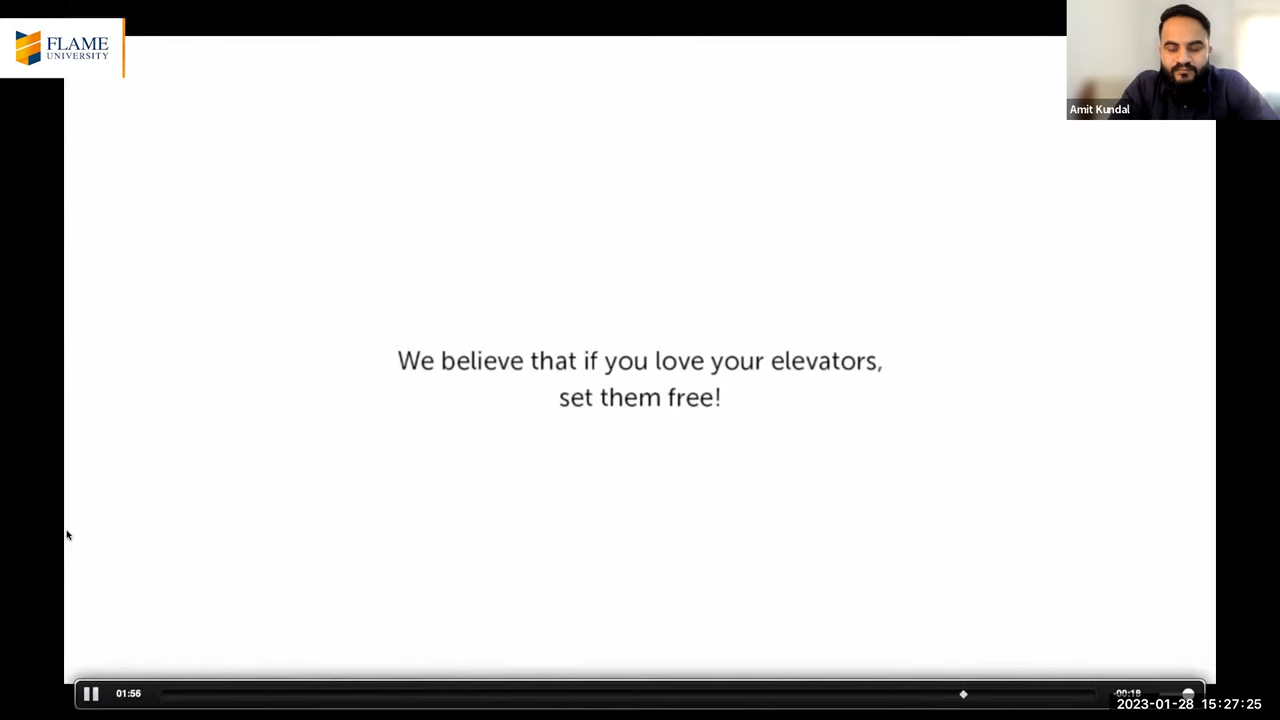 FLAME
UNIVERSITY
Amit Kundal
We believe that if you love your elevators,
set them free!
01:56
-00:18
2023-01-28 15:27:25